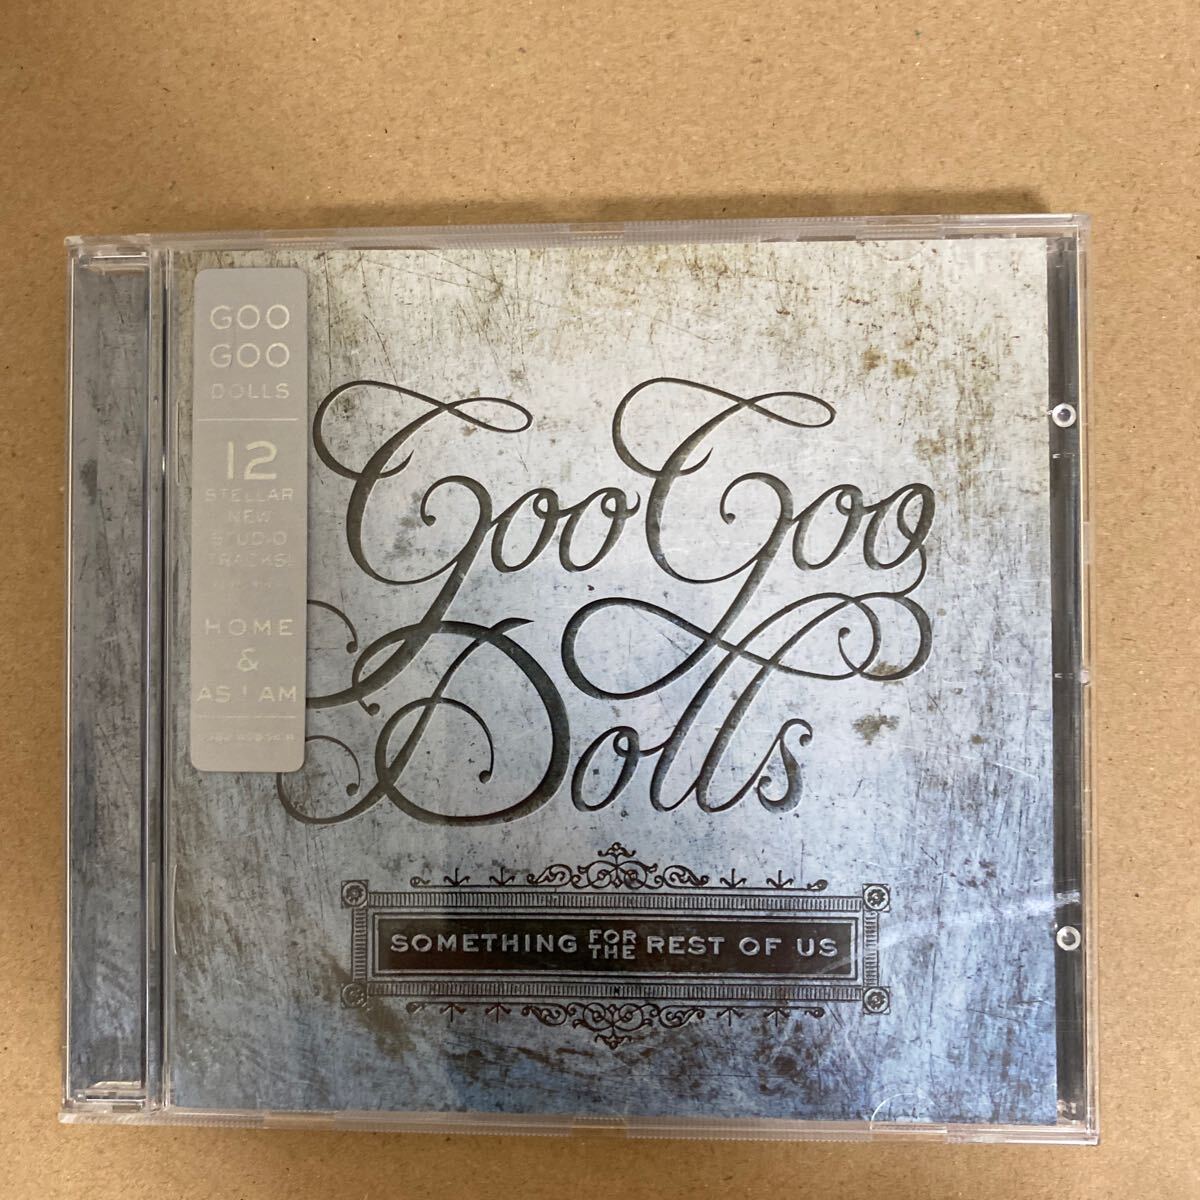 GOO
GOO
DOLLS
12
STELLAR
NEW
STUDIO
TRACKS!
HOME
&
AS I AM
Goo Goo
Dolls
SOMETHING FOR THE REST OF US